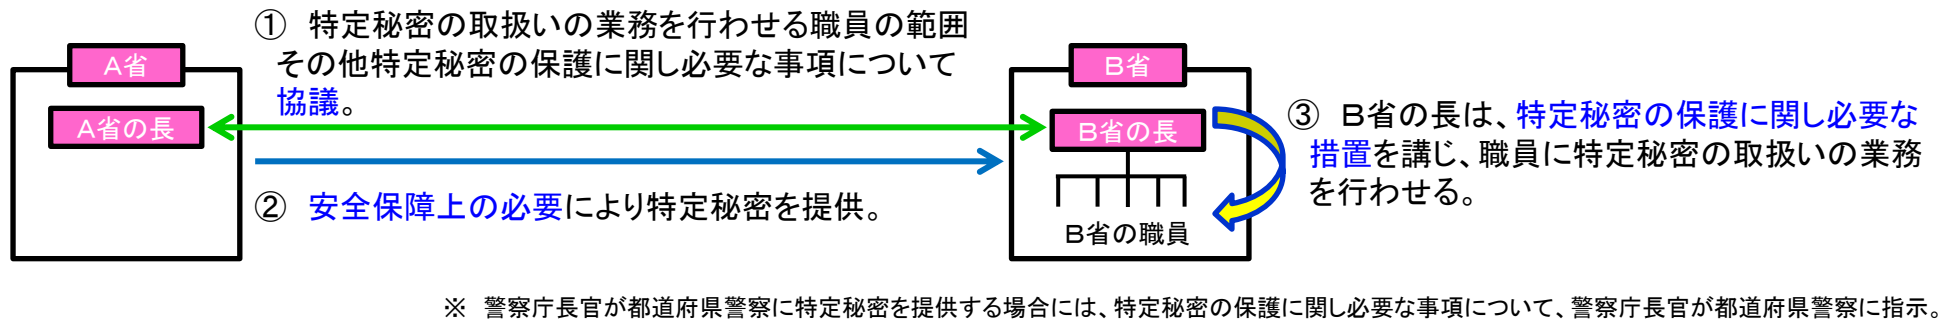 ① 特定秘密の取扱いの業務を行わせる職員の範囲
その他特定秘密の保護に関し必要な事項について
協議。
A省
A省の長
B省
B省の長
② 安全保障上の必要により特定秘密を提供。
B省の職員
③ B省の長は、特定秘密の保護に関し必要な
措置を講じ、職員に特定秘密の取扱いの業務
を行わせる。
※ 警察庁長官が都道府県警察に特定秘密を提供する場合には、特定秘密の保護に関し必要な事項について、警察庁長官が都道府県警察に指示。